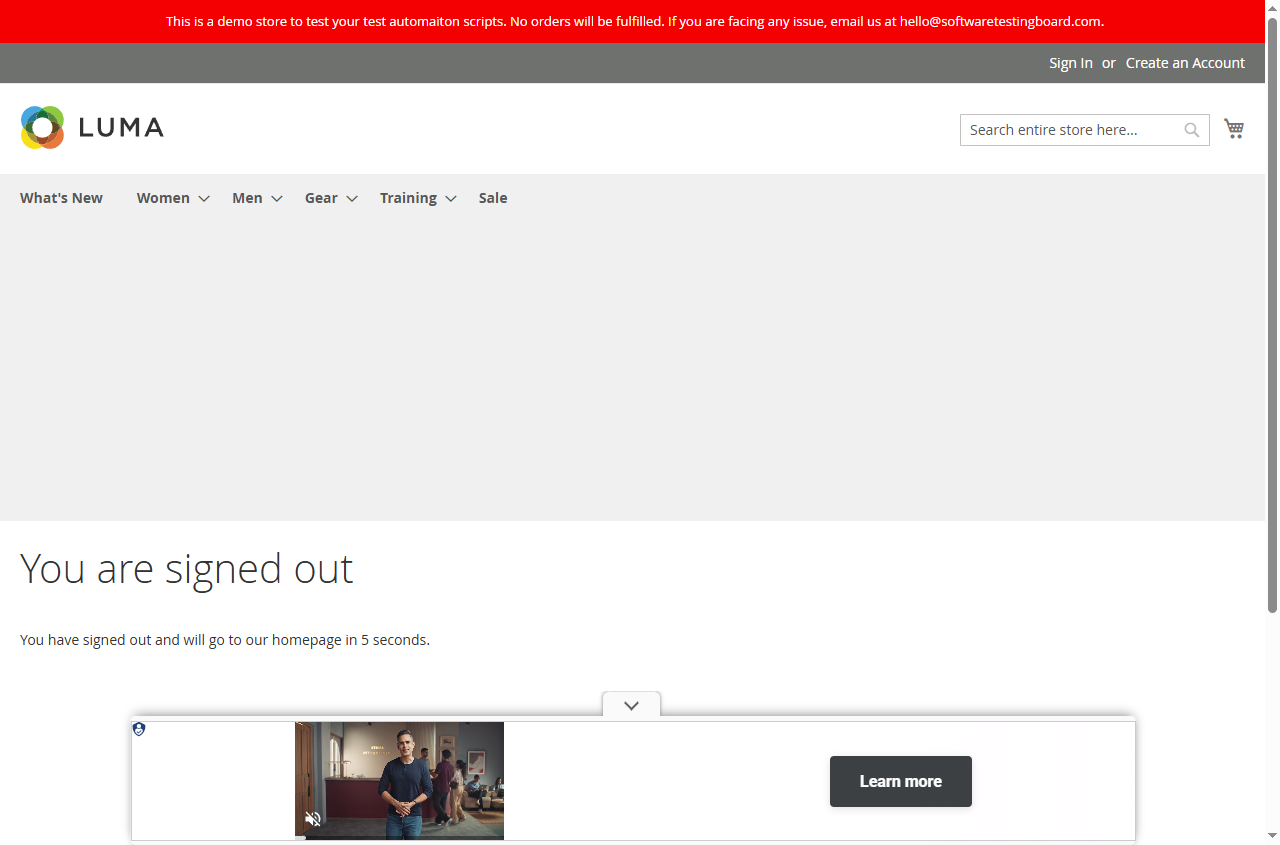 This is a demo store to test your test automaiton scripts. No orders will be fulfilled. If you are facing any issue, email us at hello@softwaretestingboard.com.
Sign In or Create an Account
LUMA
Search entire store here...
What's New Women Men Gear Training Sale
You are signed out
You have signed out and will go to our homepage in 5 seconds.
Learn more